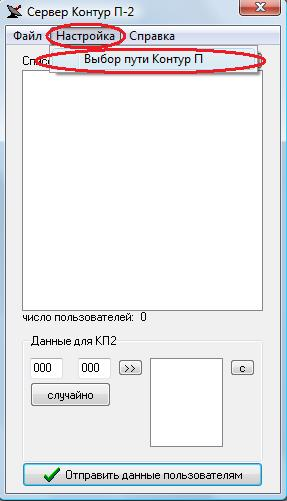 Сервер Контур П-2
Файл Настройка Справка
Выбор пути Контур П
число пользователей: 0
Данные для КП2
000 000 >> с
случайно
Отправить данные пользователям